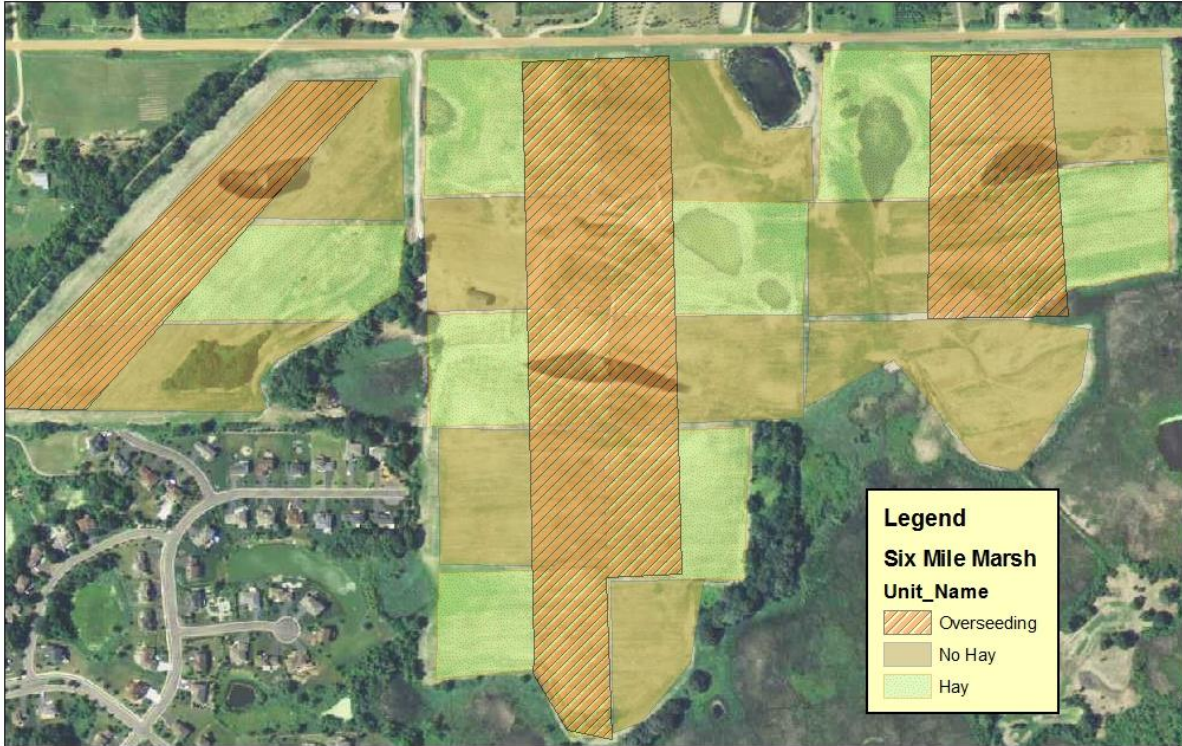 Legend
Six Mile Marsh
Unit_Name
Overseeding
No Hay
Hay